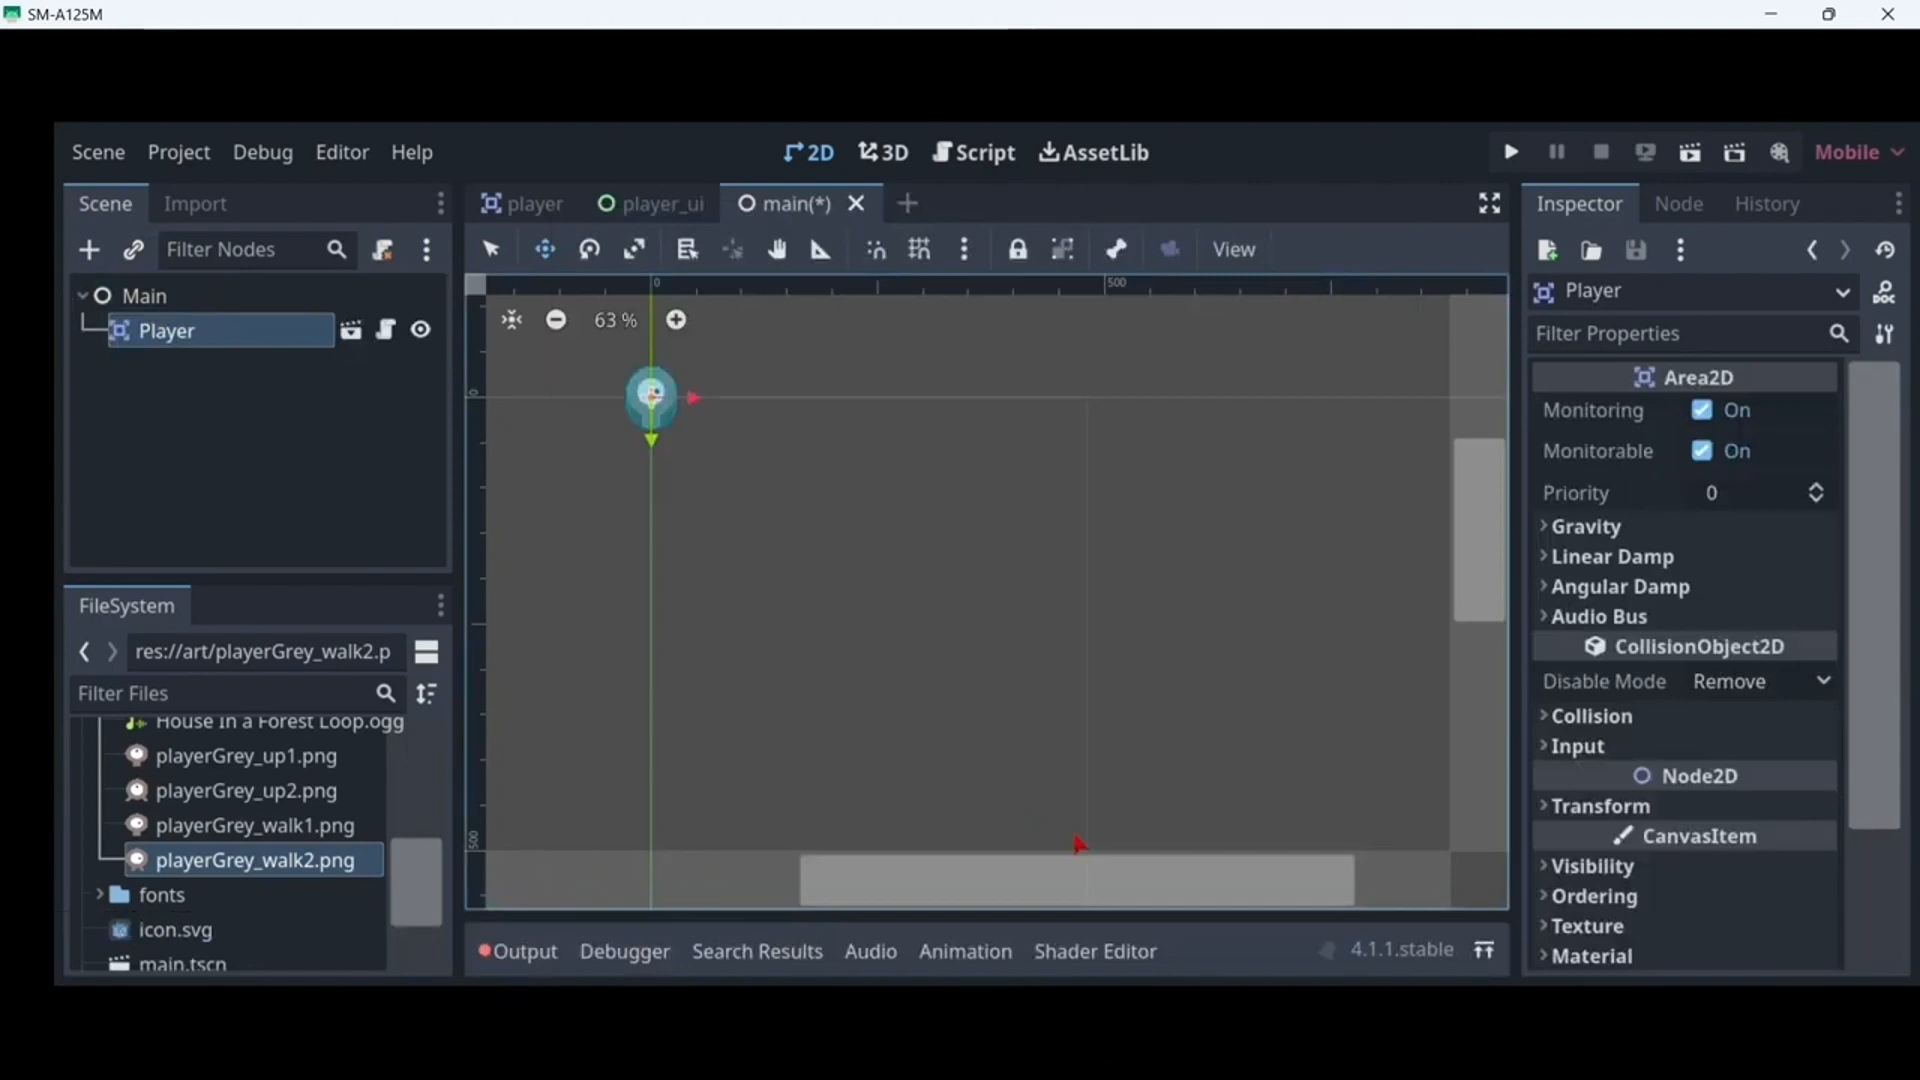 SM-A125M
Scene Project Debug Editor Help
2D 3D Script AssetLib
Mobile
Scene Import
player player_ui main(*)
Inspector Node History
Filter Nodes
View
Main
Player
0 500
63 %
0
500
Player
Filter Properties
Area2D
Monitoring On
Monitorable On
Priority 0
Gravity
Linear Damp
Angular Damp
Audio Bus
CollisionObject2D
Disable Mode Remove
Collision
Input
Node2D
Transform
CanvasItem
Visibility
Ordering
Texture
Material
FileSystem
res://art/playerGrey_walk2.p
Filter Files
House In a Forest Loop.ogg
playerGrey_up1.png
playerGrey_up2.png
playerGrey_walk1.png
playerGrey_walk2.png
fonts
icon.svg
main.tscn
Output Debugger Search Results Audio Animation Shader Editor
4.1.1.stable
DOC